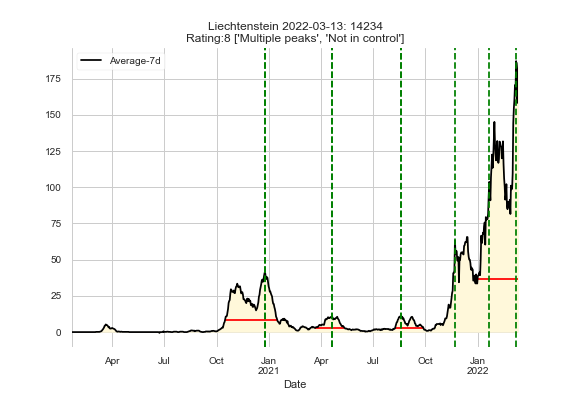 Liechtenstein 2022-03-13: 14234
Rating:8 ['Multiple peaks', 'Not in control']
Average-7d
175
150
125
100
75
50
25
0
Apr Jul Oct Jan Apr Jul Oct Jan
2021 2022
Date